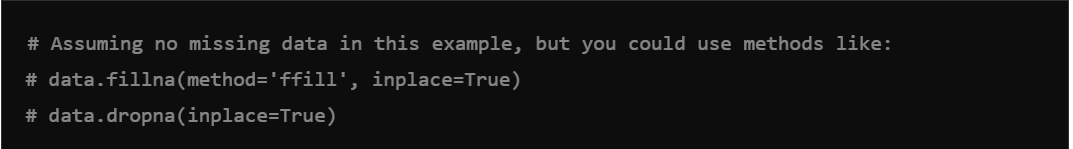 # Assuming no missing data in this example, but you could use methods like:
# data.fillna(method='ffill', inplace=True)
# data.dropna(inplace=True)